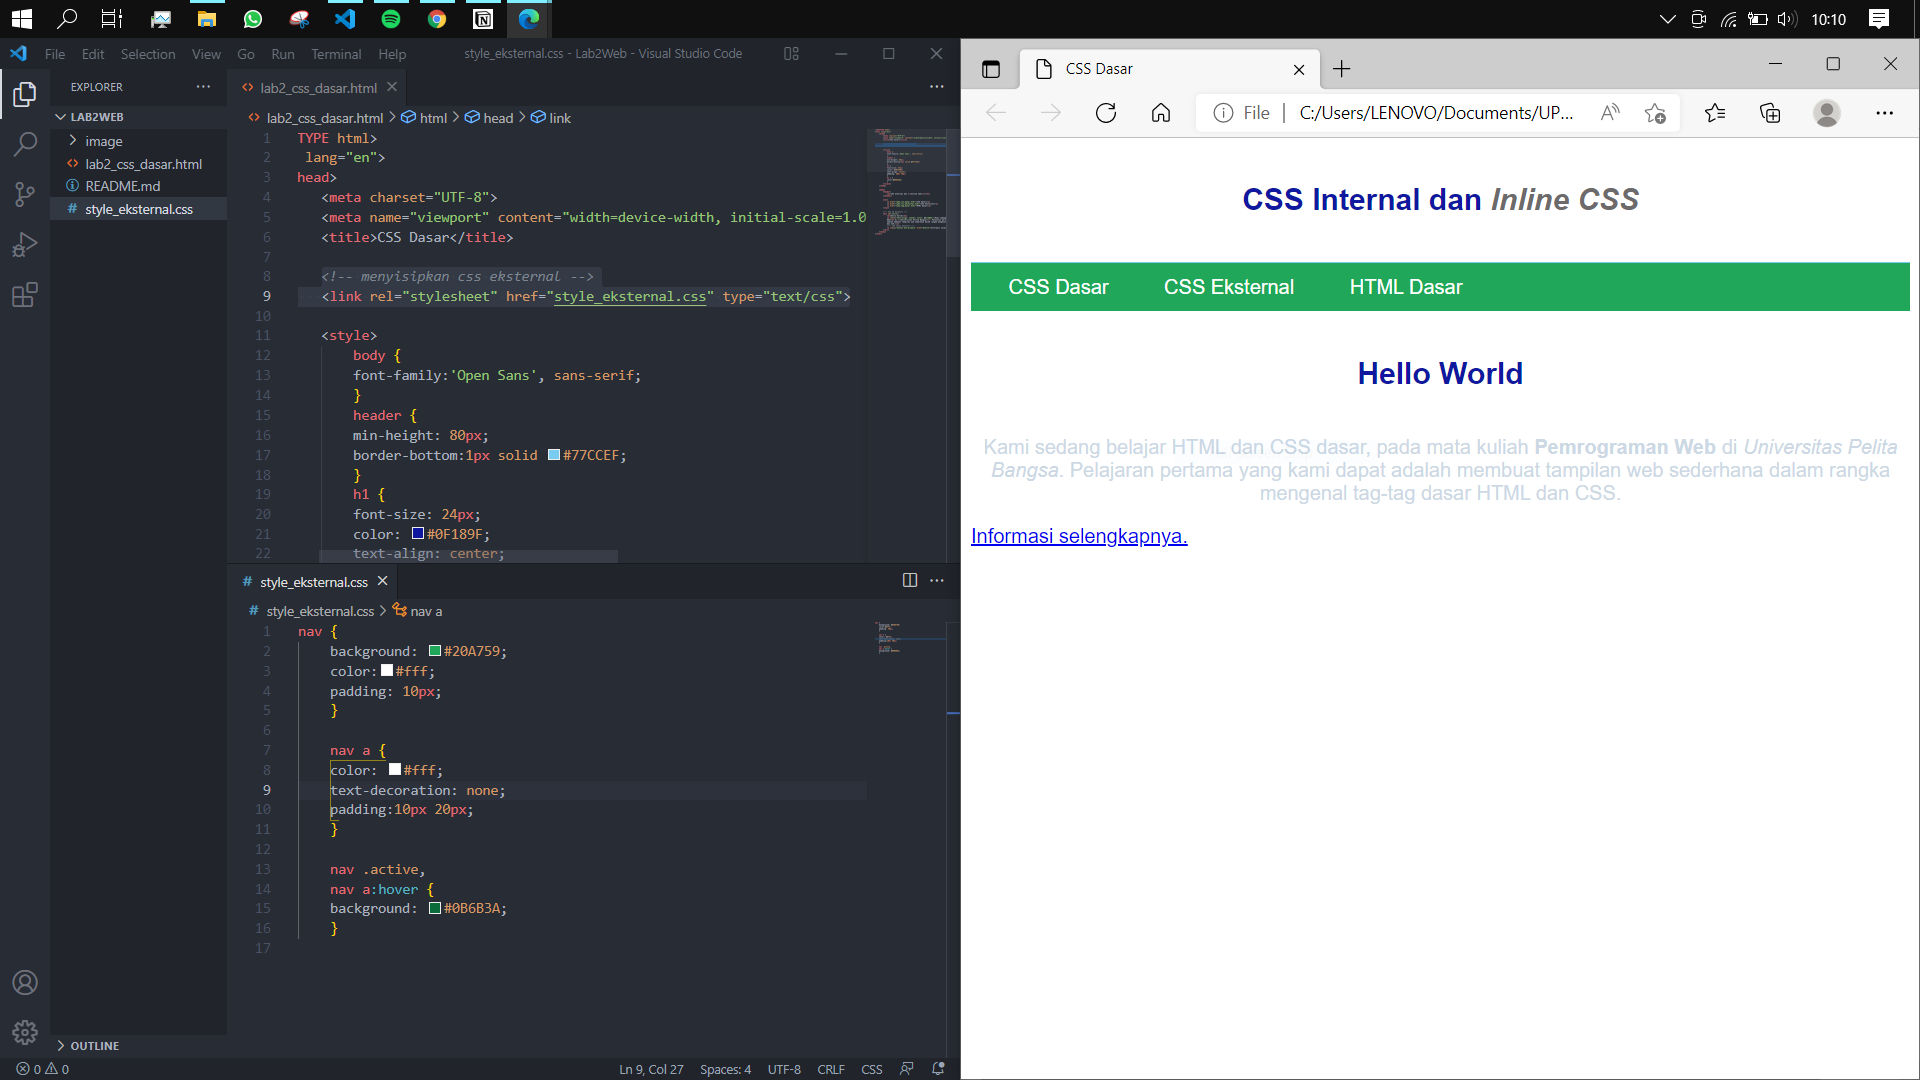 10:10
File Edit Selection View Go Run Terminal Help
style_eksternal.css - Lab2Web - Visual Studio Code
EXPLORER
LAB2WEB
image
lab2_css_dasar.html
README.md
style_eksternal.css
OUTLINE
lab2_css_dasar.html
lab2_css_dasar.html > html > head > link
1 TYPE html>
2 lang="en">
3 head>
4 <meta charset="UTF-8">
5 <meta name="viewport" content="width=device-width, initial-scale=1.0
6 <title>CSS Dasar</title>
7
8 <!-- menyisipkan css eksternal -->
9 <link rel="stylesheet" href="style_eksternal.css" type="text/css">
10
11 <style>
12 body {
13 font-family:'Open Sans', sans-serif;
14 }
15 header {
16 min-height: 80px;
17 border-bottom:1px solid #77CCEF;
18 }
19 h1 {
20 font-size: 24px;
21 color: #0F189F;
22 text-align: center;
style_eksternal.css
style_eksternal.css > nav a
1 nav {
2 background: #20A759;
3 color:#fff;
4 padding: 10px;
5 }
6
7 nav a {
8 color: #fff;
9 text-decoration: none;
10 padding:10px 20px;
11 }
12
13 nav .active,
14 nav a:hover {
15 background: #0B6B3A;
16 }
17
0 0
Ln 9, Col 27 Spaces: 4 UTF-8 CRLF CSS
CSS Dasar
File C:/Users/LENOVO/Documents/UP...
CSS Internal dan Inline CSS
CSS Dasar CSS Eksternal HTML Dasar
Hello World
Kami sedang belajar HTML dan CSS dasar, pada mata kuliah Pemrograman Web di Universitas Pelita
Bangsa. Pelajaran pertama yang kami dapat adalah membuat tampilan web sederhana dalam rangka
mengenal tag-tag dasar HTML dan CSS.
Informasi selengkapnya.